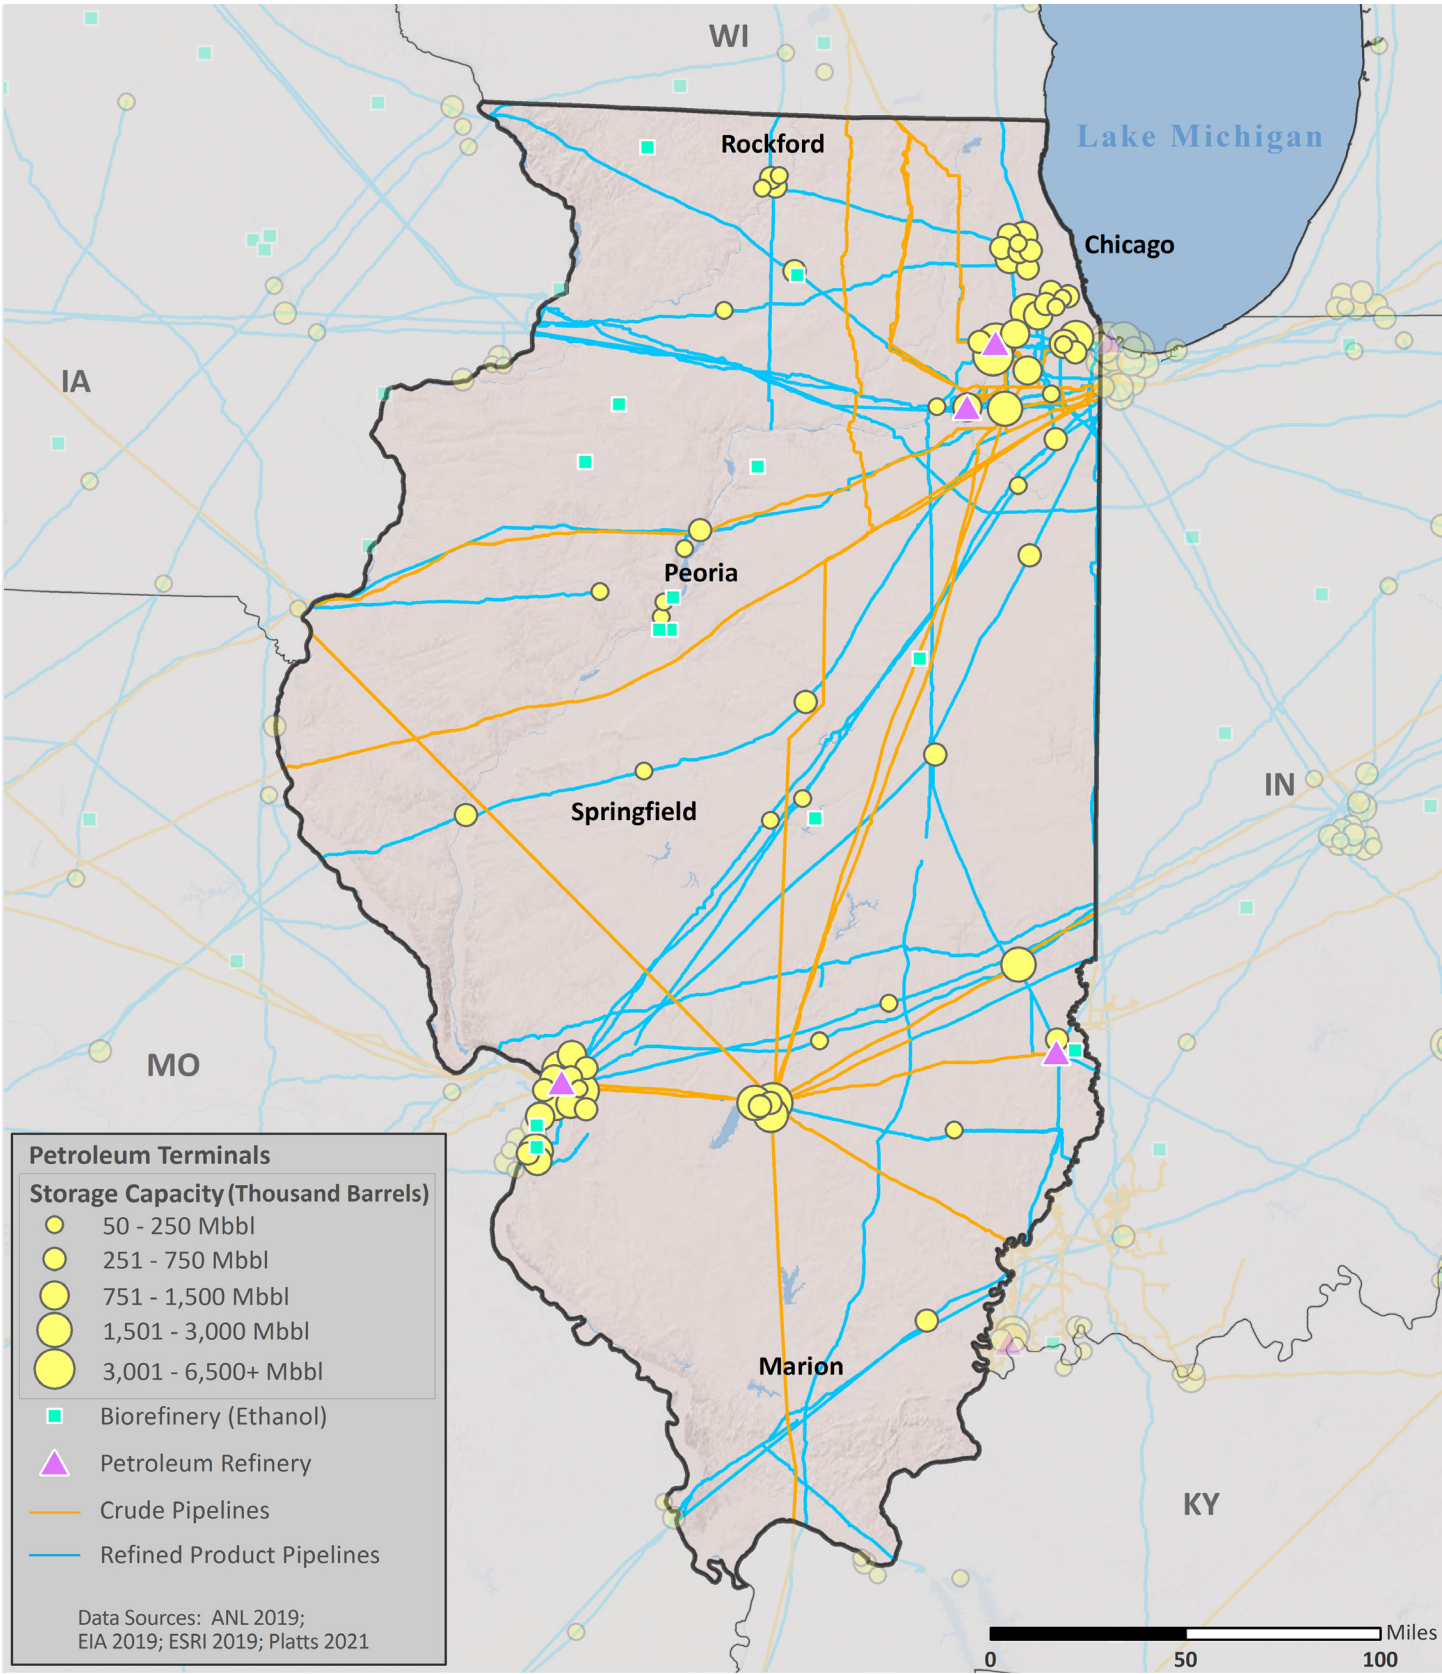 WI
Rockford
Lake Michigan
Chicago
IA
Peoria
IN
Springfield
MO
Petroleum Terminals
Storage Capacity (Thousand Barrels)
50 - 250 Mbbl
251 - 750 Mbbl
751 - 1,500 Mbbl
1,501 - 3,000 Mbbl
3,001 - 6,500+ Mbbl
Biorefinery (Ethanol)
Petroleum Refinery
Crude Pipelines
Refined Product Pipelines
Data Sources: ANL 2019;
EIA 2019; ESRI 2019; Platts 2021
Marion
KY
Miles
0 50 100